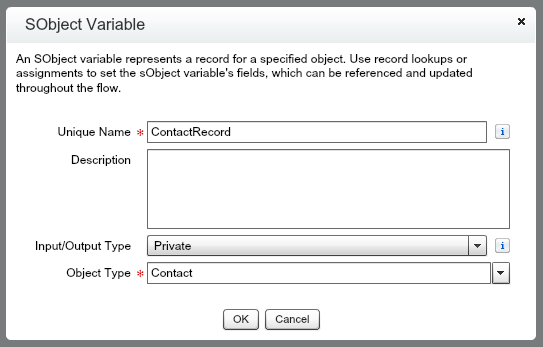 SObject Variable
An SObject variable represents a record for a specified object. Use record lookups or
assignments to set the sObject variable's fields, which can be referenced and updated
throughout the flow.
Unique Name * ContactRecord
Description
Input/Output Type Private
Object Type * Contact
OK Cancel